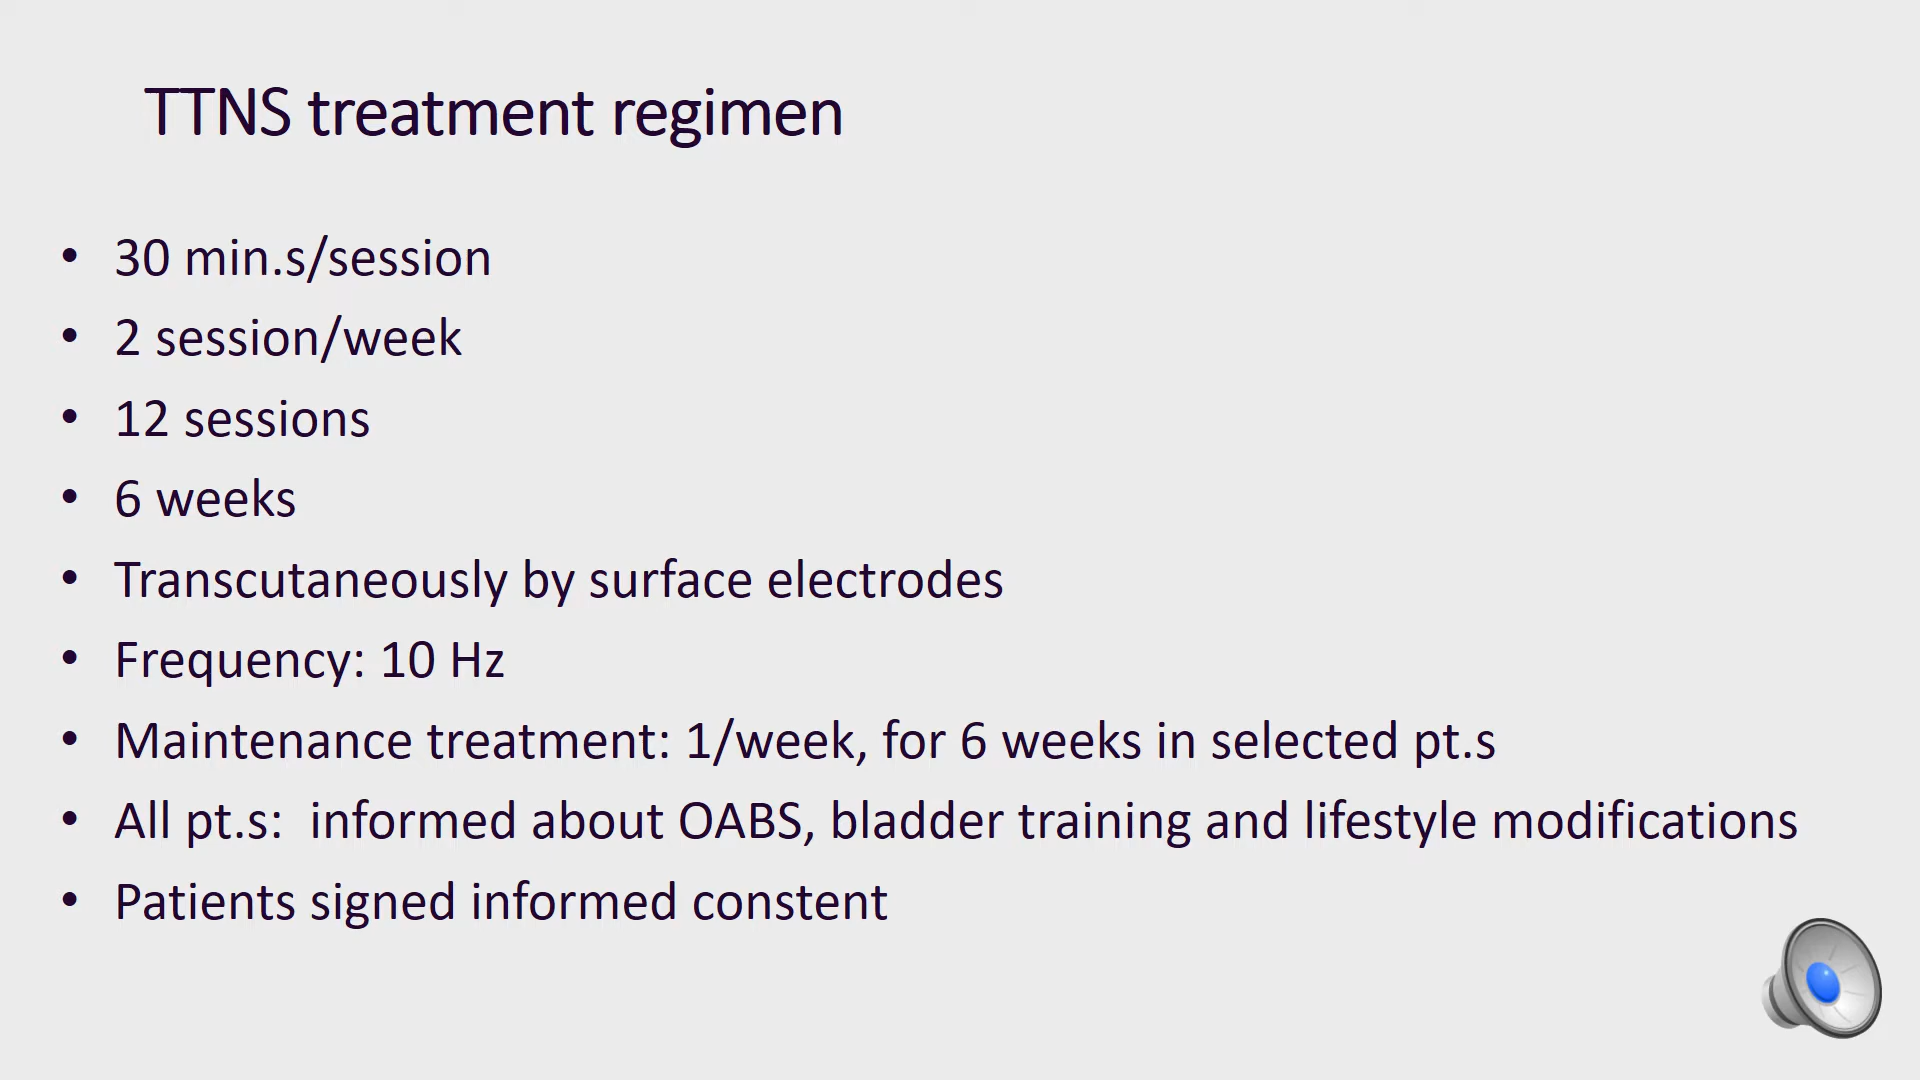 TTNS treatment regimen
• 30 min.s/session
• 2 session/week
• 12 sessions
• 6 weeks
• Transcutaneously by surface electrodes
• Frequency: 10 Hz
• Maintenance treatment: 1/week, for 6 weeks in selected pt.s
• All pt.s:  informed about OABS, bladder training and lifestyle modifications
• Patients signed informed constent